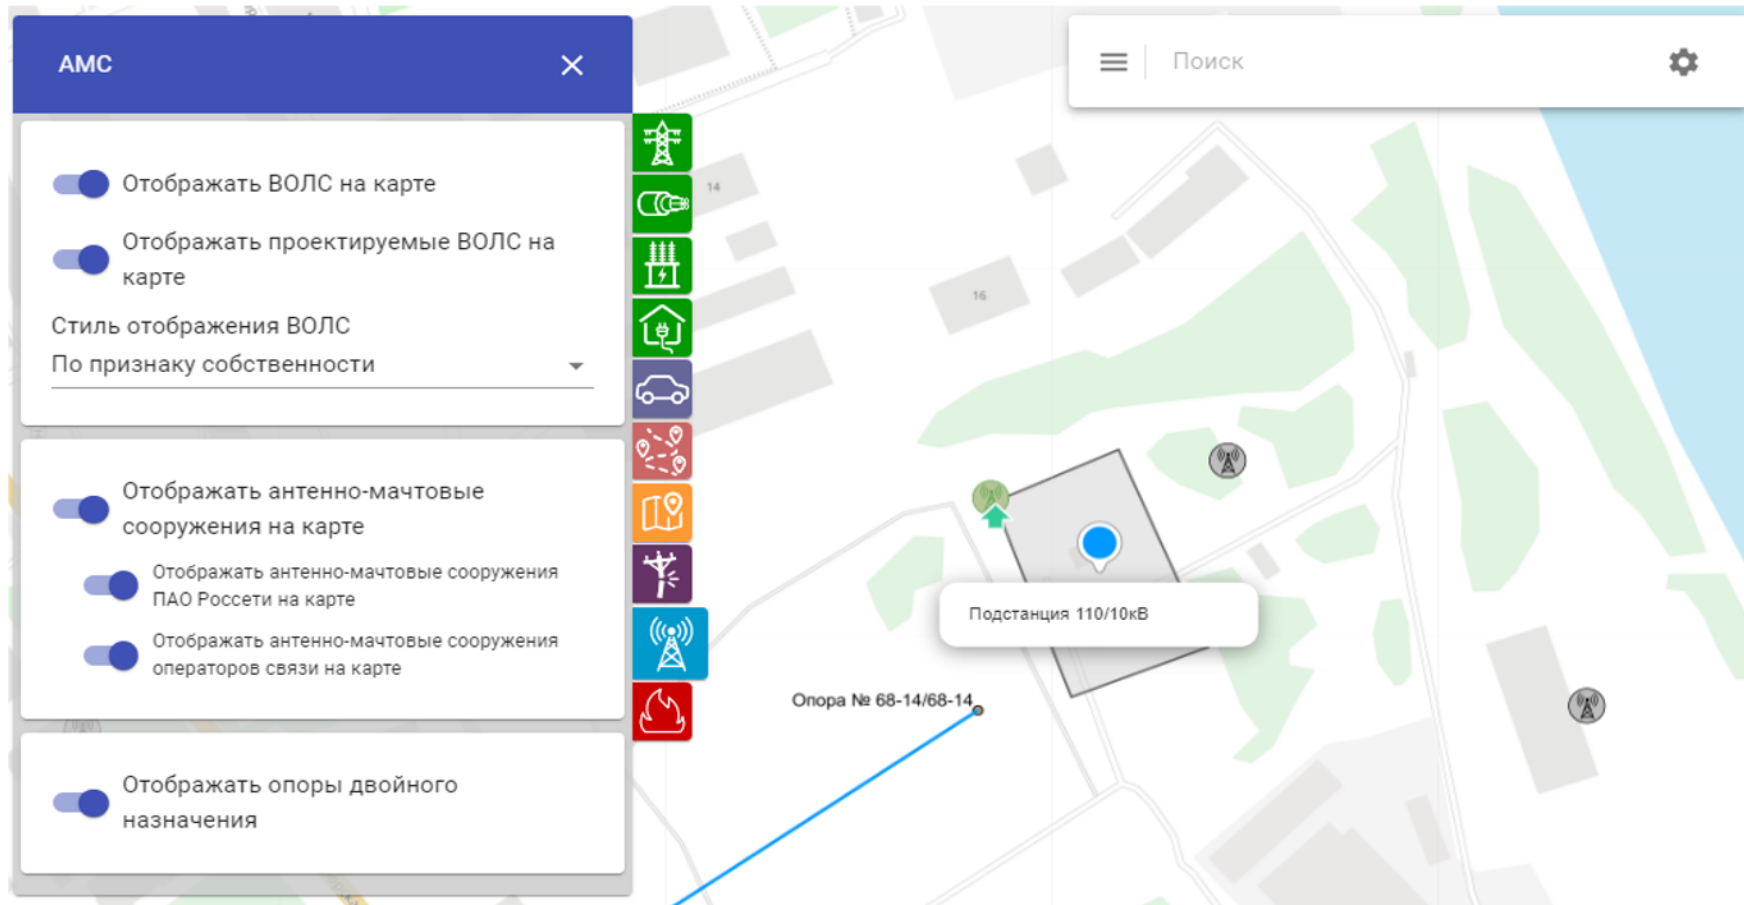 АМС
Поиск
Отображать ВОЛС на карте
Отображать проектируемые ВОЛС на
карте
Стиль отображения ВОЛС
По признаку собственности
Отображать антенно-мачтовые
сооружения на карте
Отображать антенно-мачтовые сооружения
ПАО Россети на карте
Отображать антенно-мачтовые сооружения
операторов связи на карте
Отображать опоры двойного
назначения
14
16
Подстанция 110/10кВ
Опора № 68-14/68-14